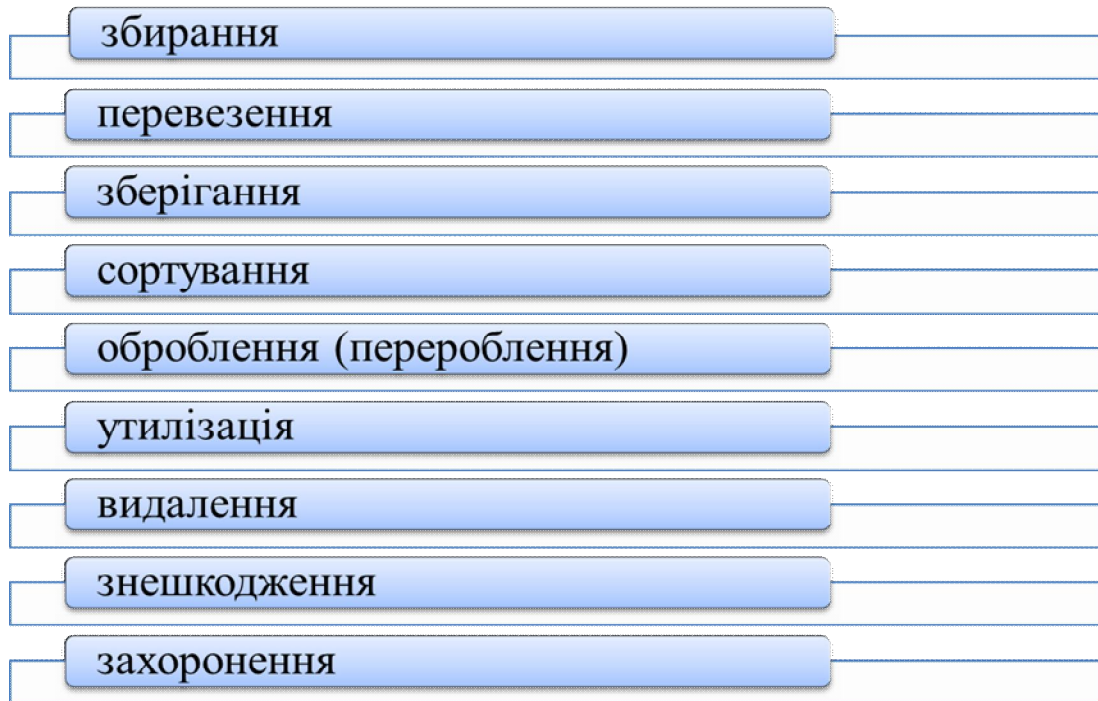 збирання
перевезення
зберігання
сортування
оброблення (перероблення)
утилізація
видалення
знешкодження
захоронення